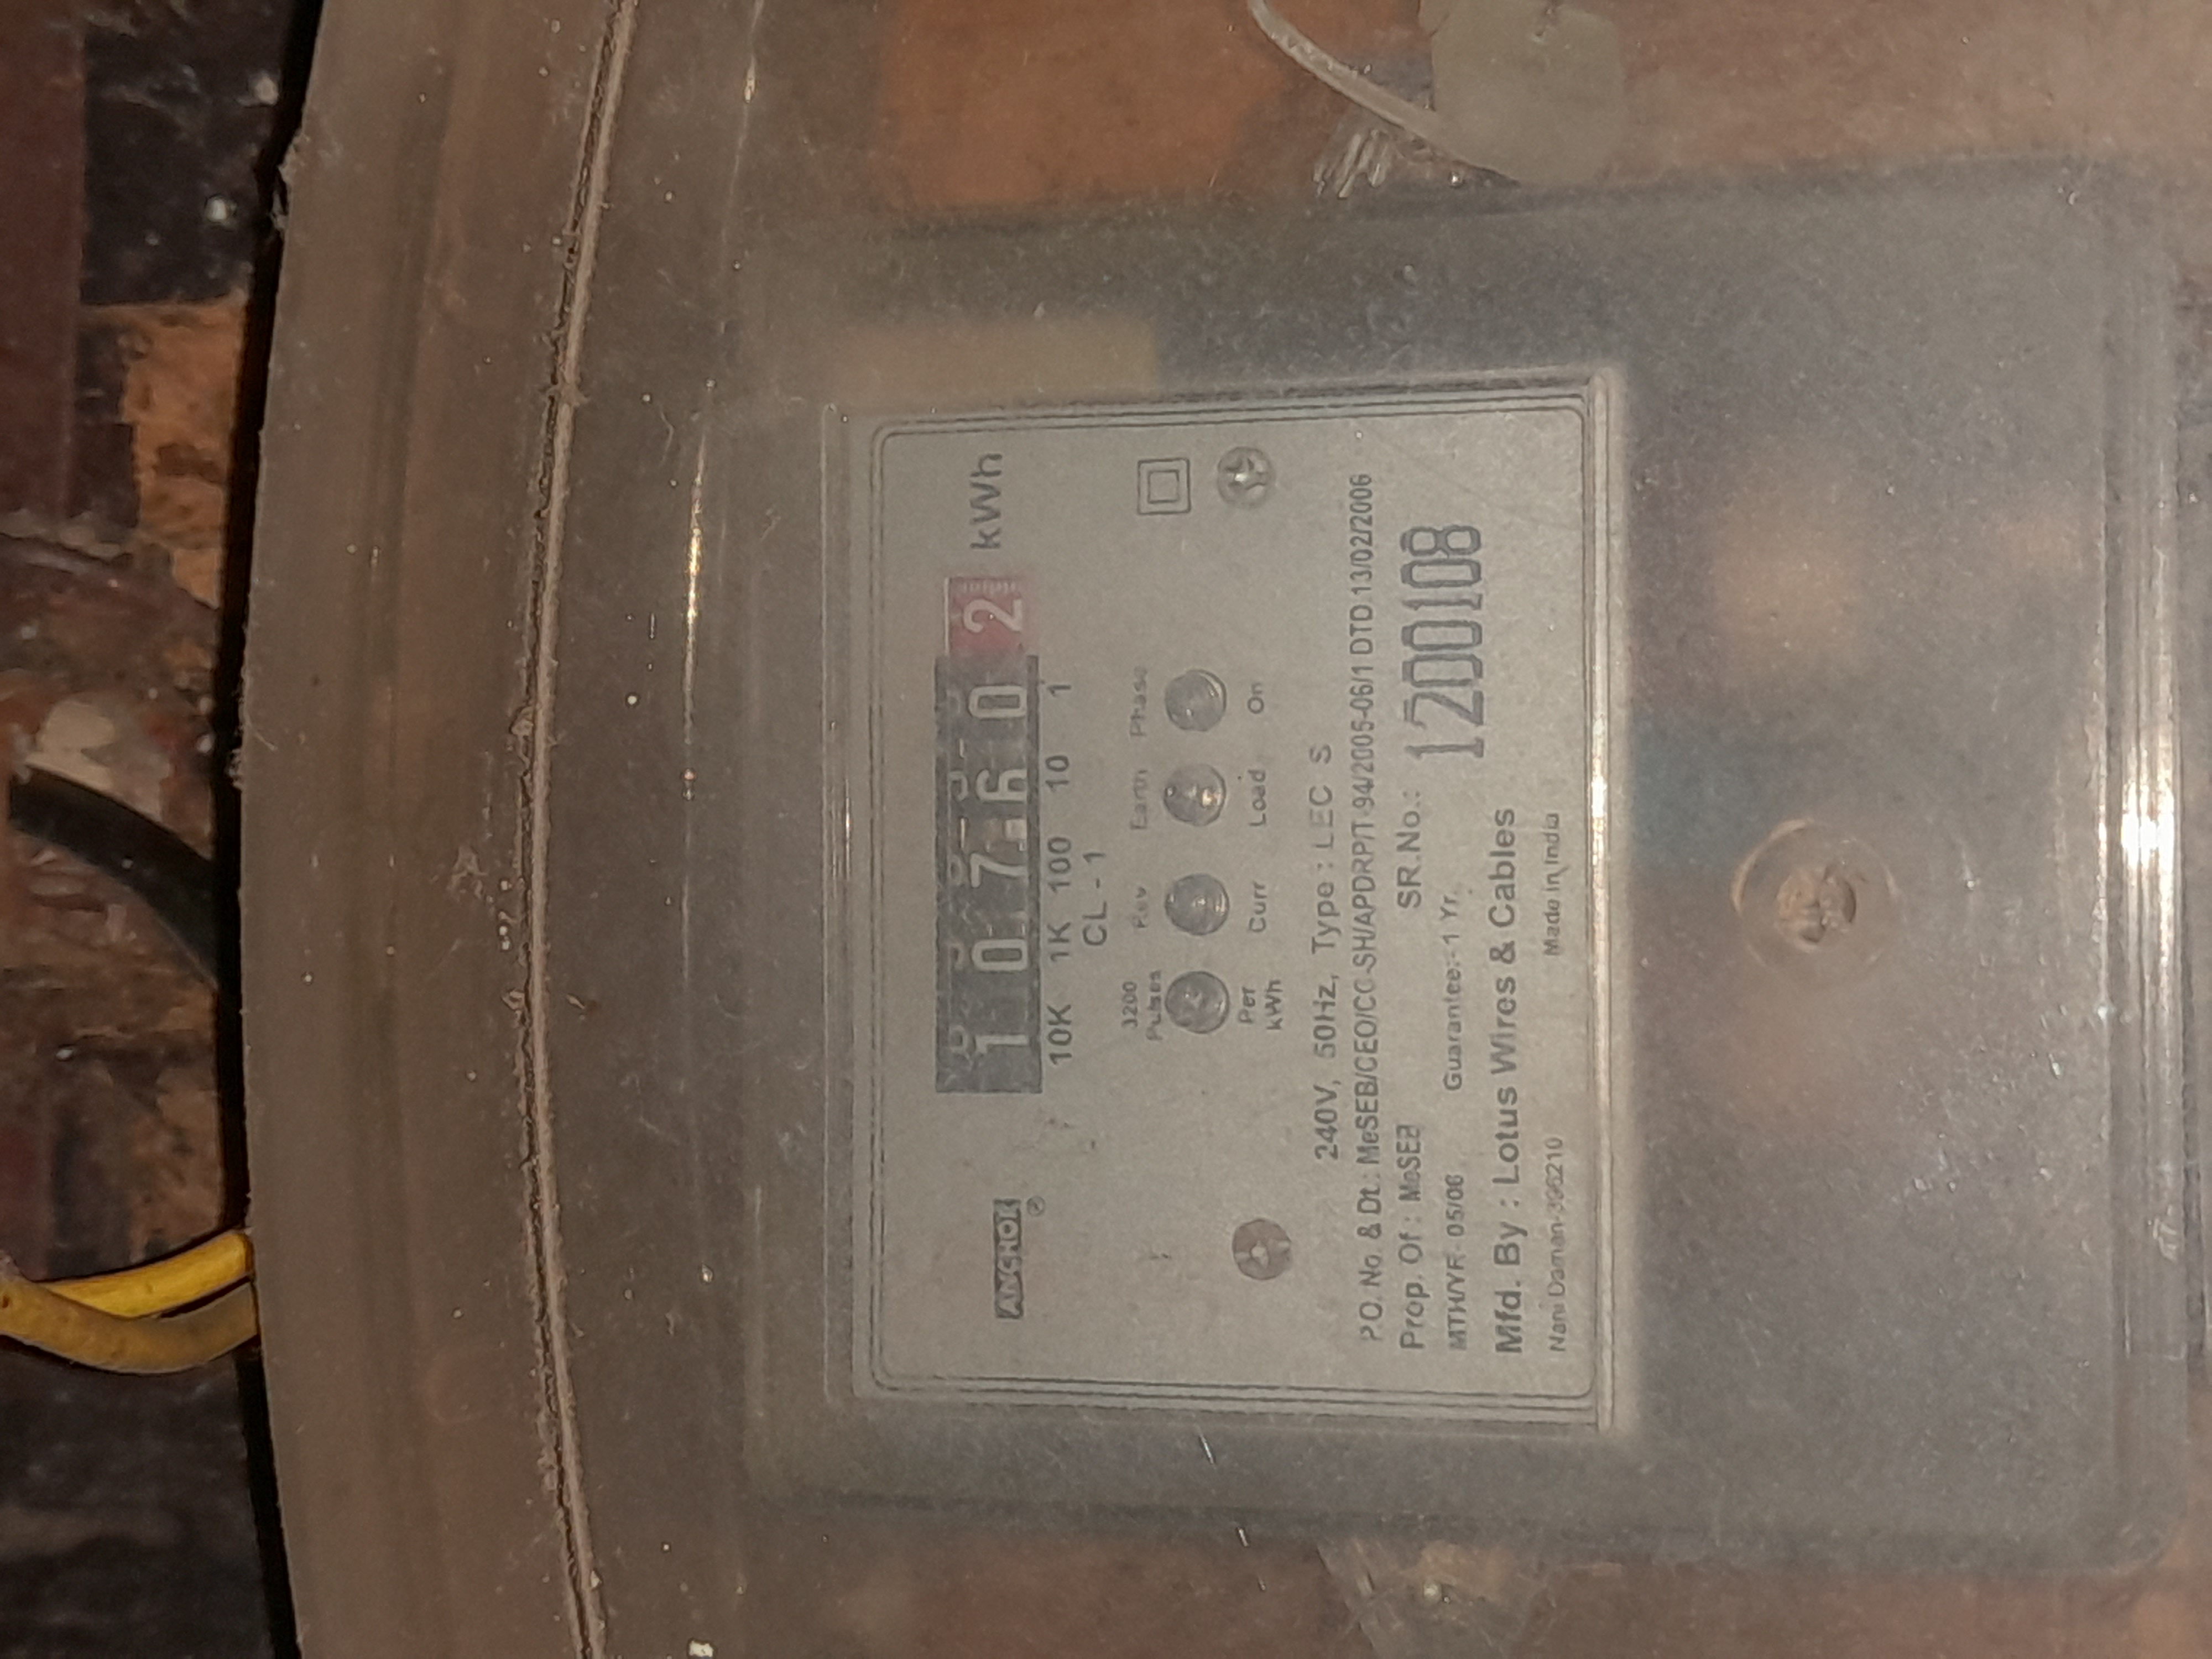 1 0 7 6 0 2 kWh
10K 1K 100 10 1
CL-1
ANCHOR ®
3200 Pulses Rev Earth Phase
Per kWh Curr Load On
240V, 50Hz, Type : LEC S
P.O. No. & Dt.: MeSEB/CEO/CC-SH/APDRP/T-94/2005-06/1 DTD.13/02/2006
Prop. Of : MeSEB SR.No.: 1200108
MTH/YR- 05/06 Guarantee:-1 Yr.
Mfd. By : Lotus Wires & Cables
Nani Daman-396210 Made in India